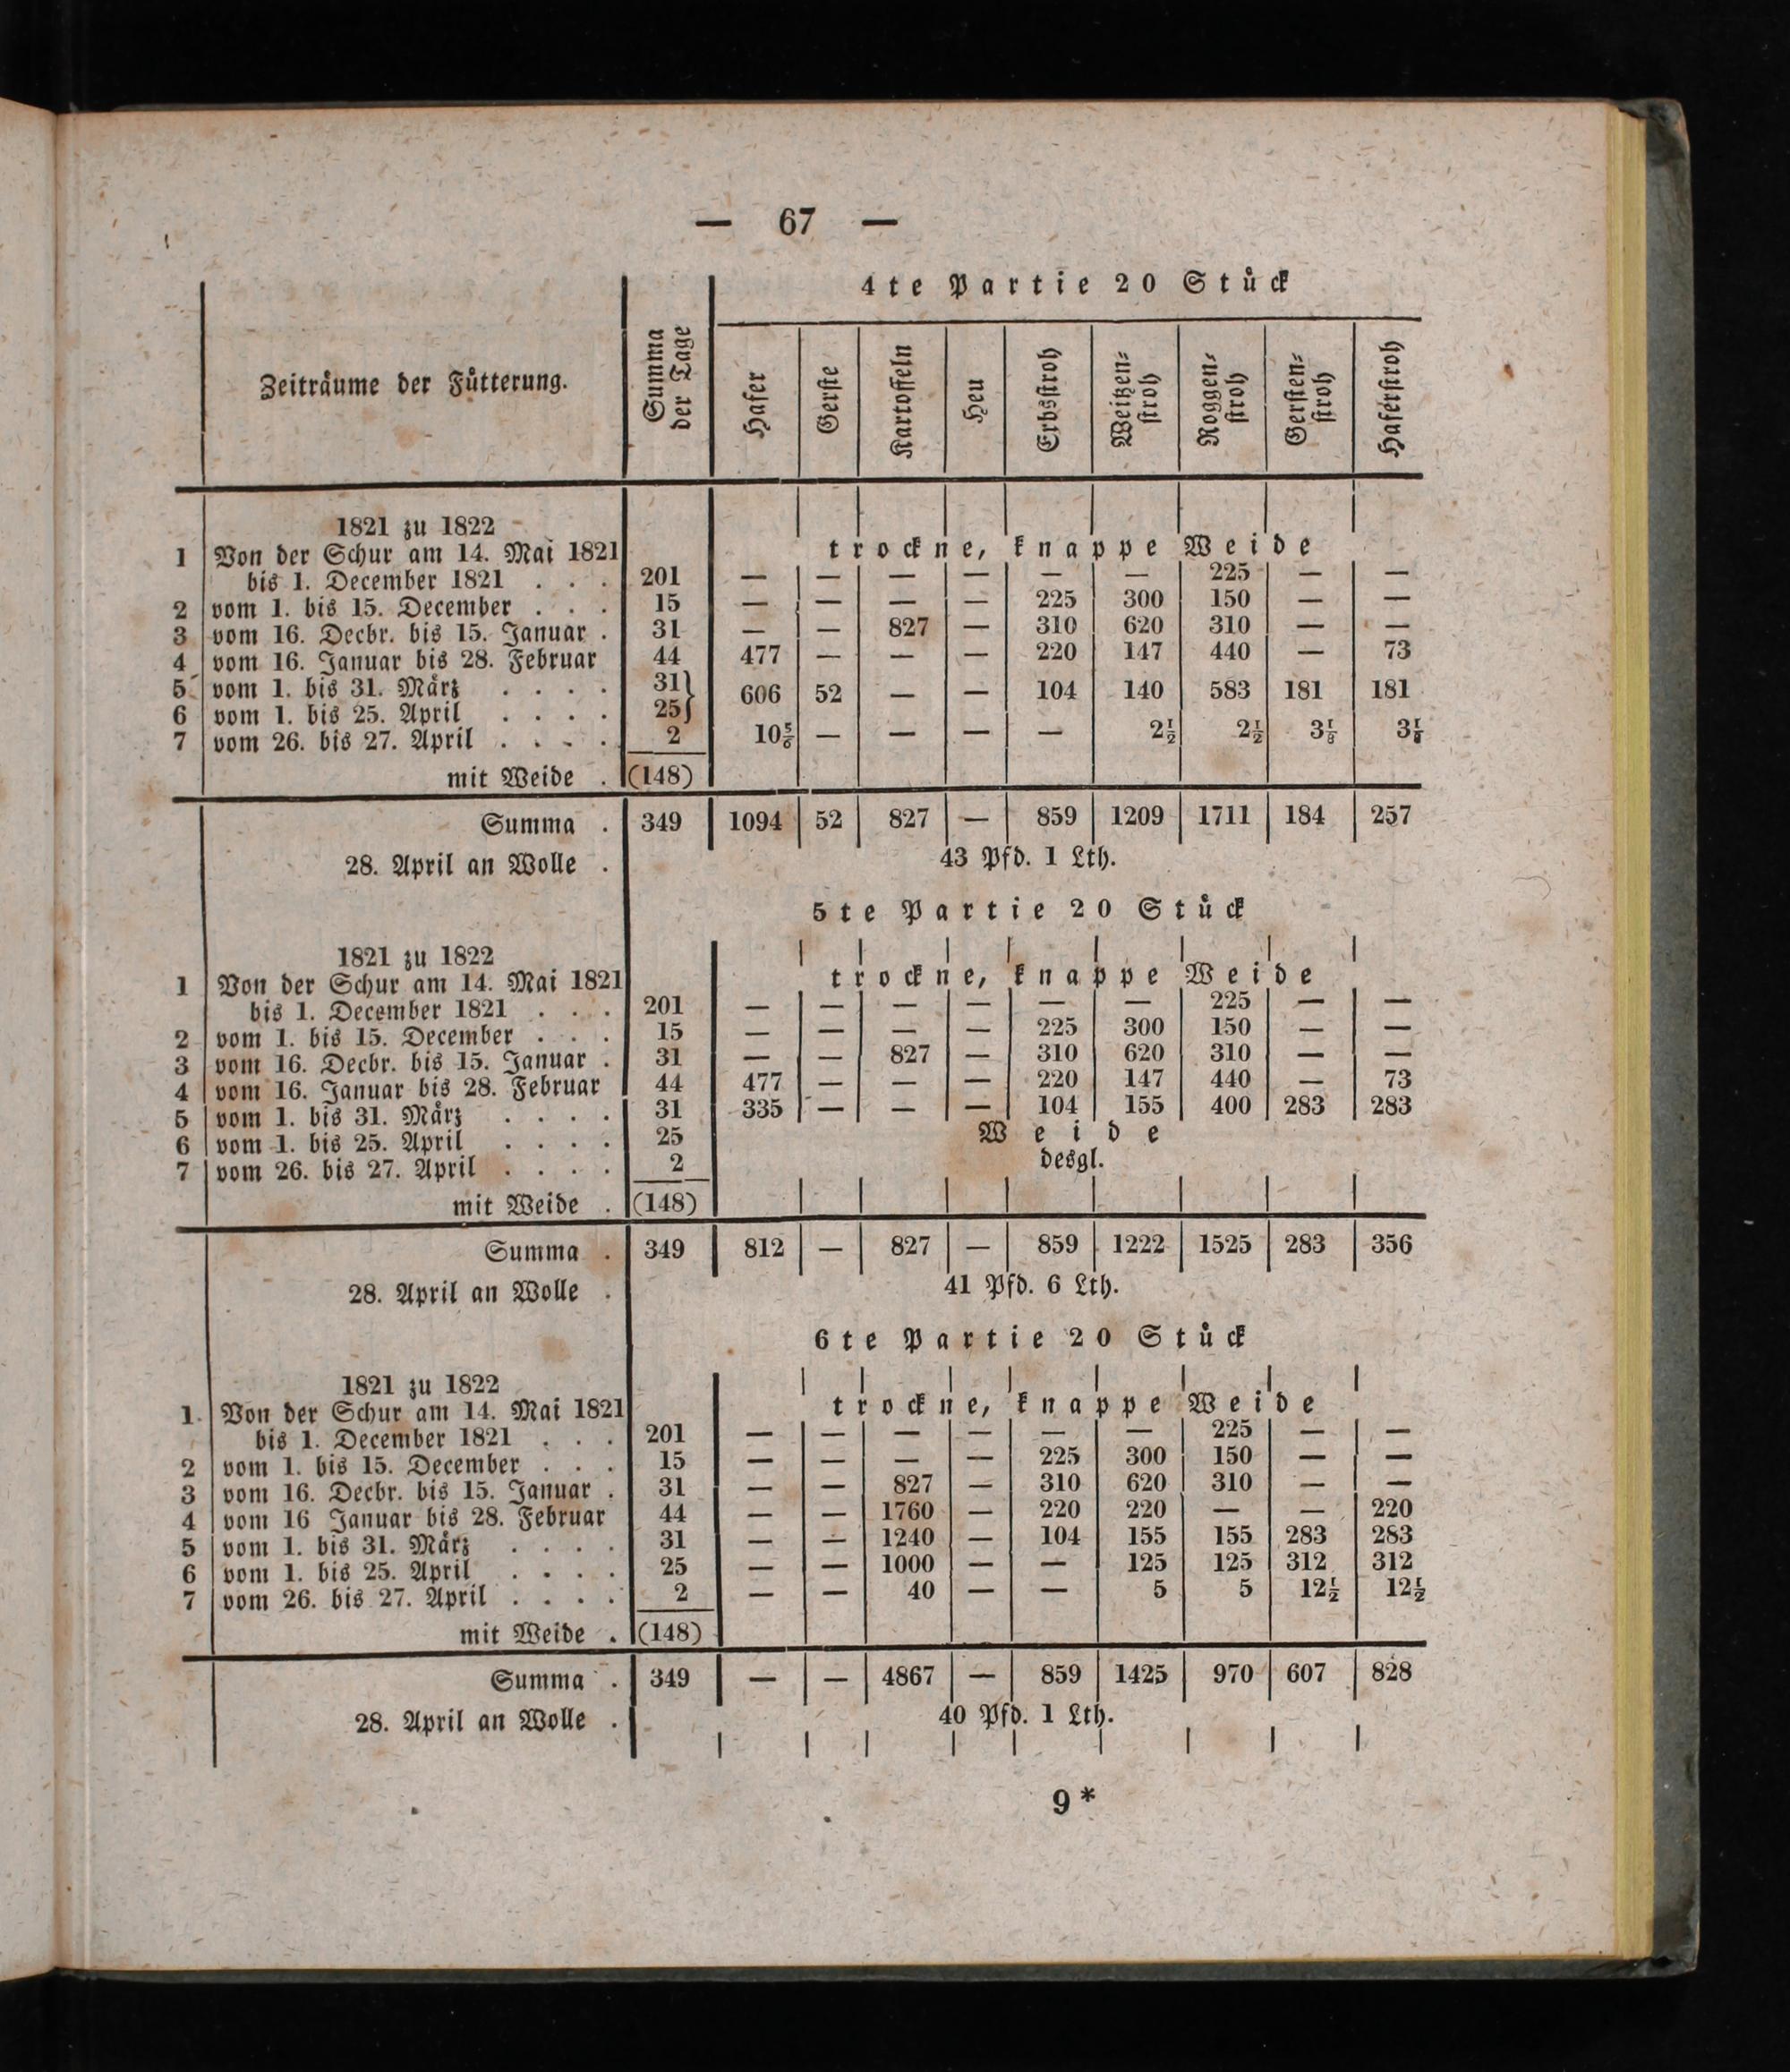 — 67 —
4te Partie 20 Stück
Zeiträume der Fütterung. Summa der Tage Hafer Gerste Kartoffeln Heu Erbsstroh Weitzen- stroh Roggen- stroh Gersten- stroh Haferstroh
1821 zu 1822
1 Von der Schur am 14. Mai 1821 trockne, knappe Weide
bis 1. December 1821 . . . 201 — — — — — — 225 — —
2 vom 1. bis 15. December . . . 15 — — — — 225 300 150 — —
3 vom 16. Decbr. bis 15. Januar . 31 — — 827 — 310 620 310 — —
4 vom 16. Januar bis 28. Februar 44 477 — — — 220 147 440 — 73
5 vom 1. bis 31. März . . . . 31} 606 52 — — 104 140 583 181 181
6 vom 1. bis 25. April . . . . 25}
7 vom 26. bis 27. April . . . . 2 10⅚ — — — — 2½ 2½ 3⅛ 3⅛
mit Weide . (148)
Summa . 349 1094 52 827 — 859 1209 1711 184 257
28. April an Wolle . 43 Pfd. 1 Lth.
5te Partie 20 Stück
1821 zu 1822
1 Von der Schur am 14. Mai 1821 trockne, knappe Weide
bis 1. December 1821 . . . 201 — — — — — — 225 — —
2 vom 1. bis 15. December . . . 15 — — — — 225 300 150 — —
3 vom 16. Decbr. bis 15. Januar . 31 — — 827 — 310 620 310 — —
4 vom 16. Januar bis 28. Februar 44 477 — — — 220 147 440 — 73
5 vom 1. bis 31. März . . . . 31 335 — — — 104 155 400 283 283
6 vom 1. bis 25. April . . . . 25 Weide
7 vom 26. bis 27. April . . . . 2 desgl.
mit Weide . (148)
Summa . 349 812 — 827 — 859 1222 1525 283 356
28. April an Wolle . 41 Pfd. 6 Lth.
6te Partie 20 Stück
1821 zu 1822
1 Von der Schur am 14. Mai 1821 trockne, knappe Weide
bis 1. December 1821 . . . 201 — — — — — — 225 — —
2 vom 1. bis 15. December . . . 15 — — — — 225 300 150 — —
3 vom 16. Decbr. bis 15. Januar . 31 — — 827 — 310 620 310 — —
4 vom 16 Januar bis 28. Februar 44 — — 1760 — 220 220 — — 220
5 vom 1. bis 31. März . . . . 31 — — 1240 — 104 155 155 283 283
6 vom 1. bis 25. April . . . . 25 — — 1000 — — 125 125 312 312
7 vom 26. bis 27. April . . . . 2 — — 40 — — 5 5 12½ 12½
mit Weide . (148)
Summa . 349 — — 4867 — 859 1425 970 607 828
28. April an Wolle . 40 Pfd. 1 Lth.
9*